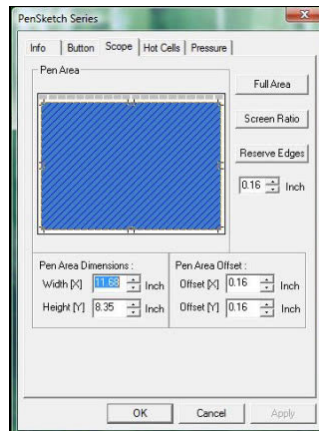 PenSketch Series
Info Button Scope Hot Cells Pressure
Pen Area
Full Area
Screen Ratio
Reserve Edges
0.16 Inch
Pen Area Dimensions : Pen Area Offset :
Width [X] 11.68 Inch Offset [X] 0.16 Inch
Height [Y] 8.35 Inch Offset [Y] 0.16 Inch
OK Cancel Apply